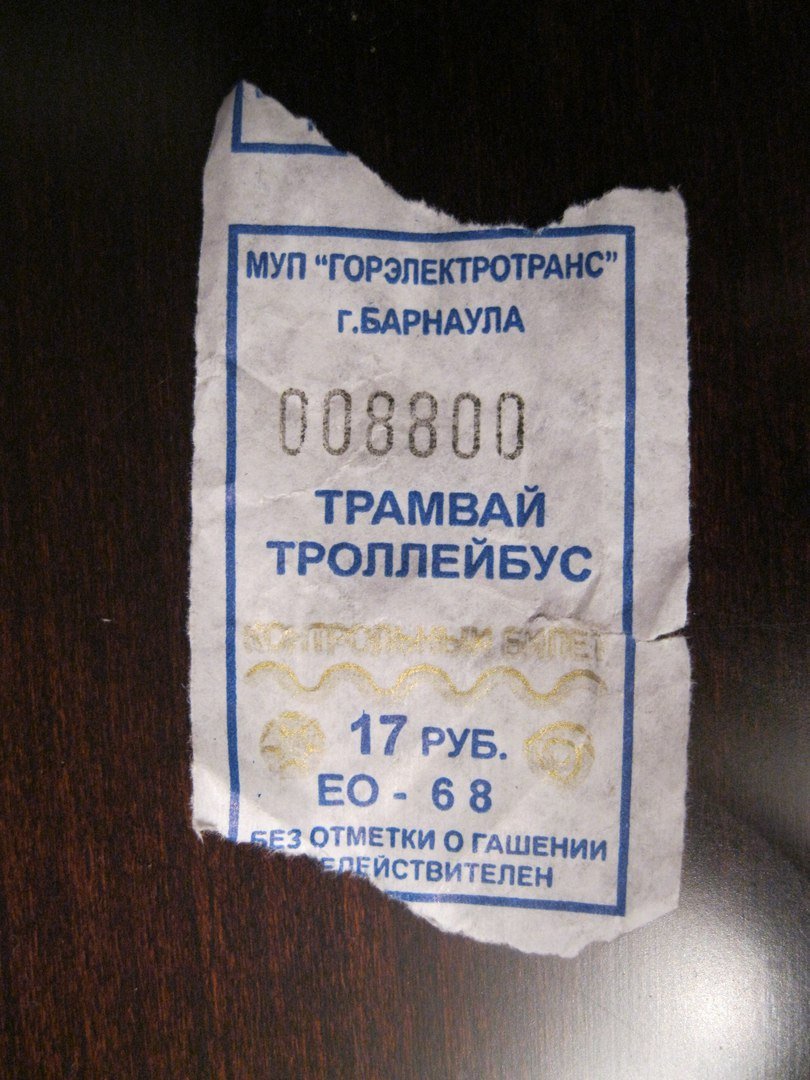 МУП “ГОРЭЛЕКТРОТРАНС”
г.БАРНАУЛА
008800
ТРАМВАЙ
ТРОЛЛЕЙБУС
КОНТРОЛЬНЫЙ БИЛЕТ
17 РУБ.
ЕО - 68
БЕЗ ОТМЕТКИ О ГАШЕНИИ
НЕДЕЙСТВИТЕЛЕН